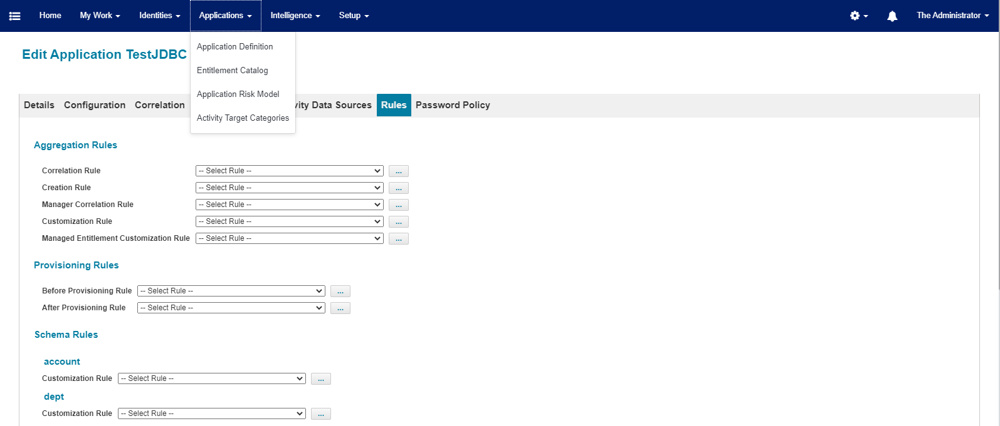 Home My Work Identities Applications Intelligence Setup The Administrator
Application Definition
Edit Application TestJDBC
Entitlement Catalog
Application Risk Model
Details Configuration Correlation vity Data Sources Rules Password Policy
Activity Target Categories
Aggregation Rules
Correlation Rule -- Select Rule -- ...
Creation Rule -- Select Rule -- ...
Manager Correlation Rule -- Select Rule -- ...
Customization Rule -- Select Rule -- ...
Managed Entitlement Customization Rule -- Select Rule -- ...
Provisioning Rules
Before Provisioning Rule -- Select Rule -- ...
After Provisioning Rule -- Select Rule -- ...
Schema Rules
account
Customization Rule -- Select Rule -- ...
dept
Customization Rule -- Select Rule -- ...